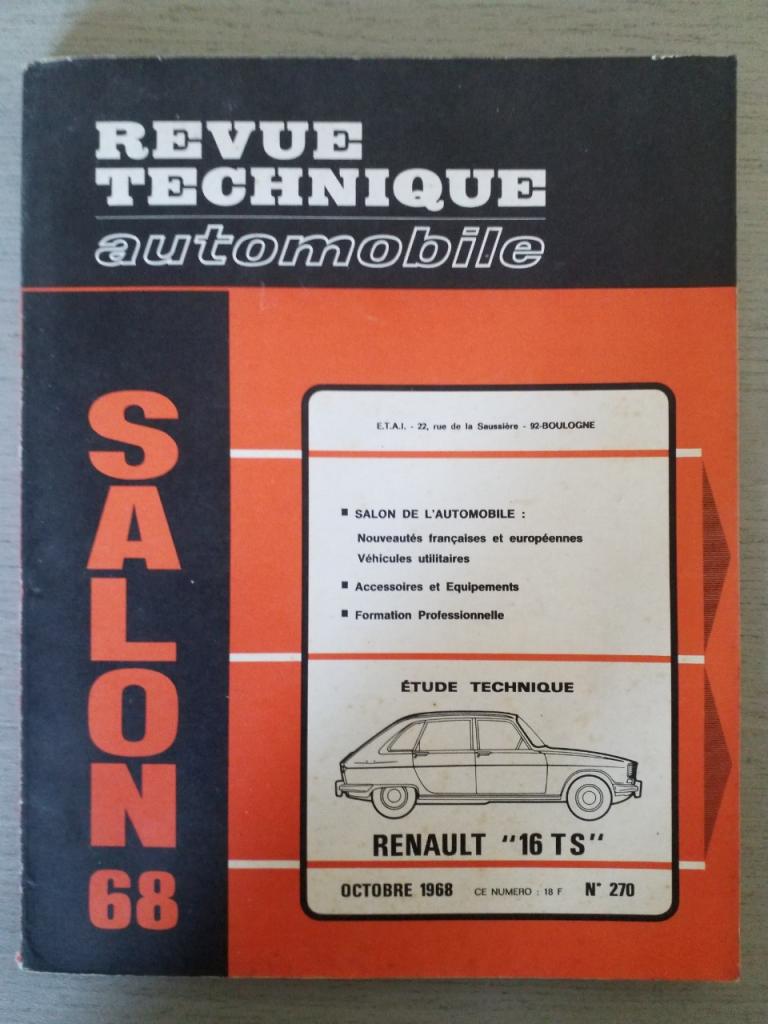 REVUE
TECHNIQUE
automobile
SALON
68
E.T.A.I. - 22, rue de la Saussière - 92-BOULOGNE
SALON DE L'AUTOMOBILE :
Nouveautés françaises et européennes
Véhicules utilitaires
Accessoires et Equipements
Formation Professionnelle
ÉTUDE TECHNIQUE
RENAULT "16 TS"
OCTOBRE 1968 CE NUMERO : 18 F N° 270